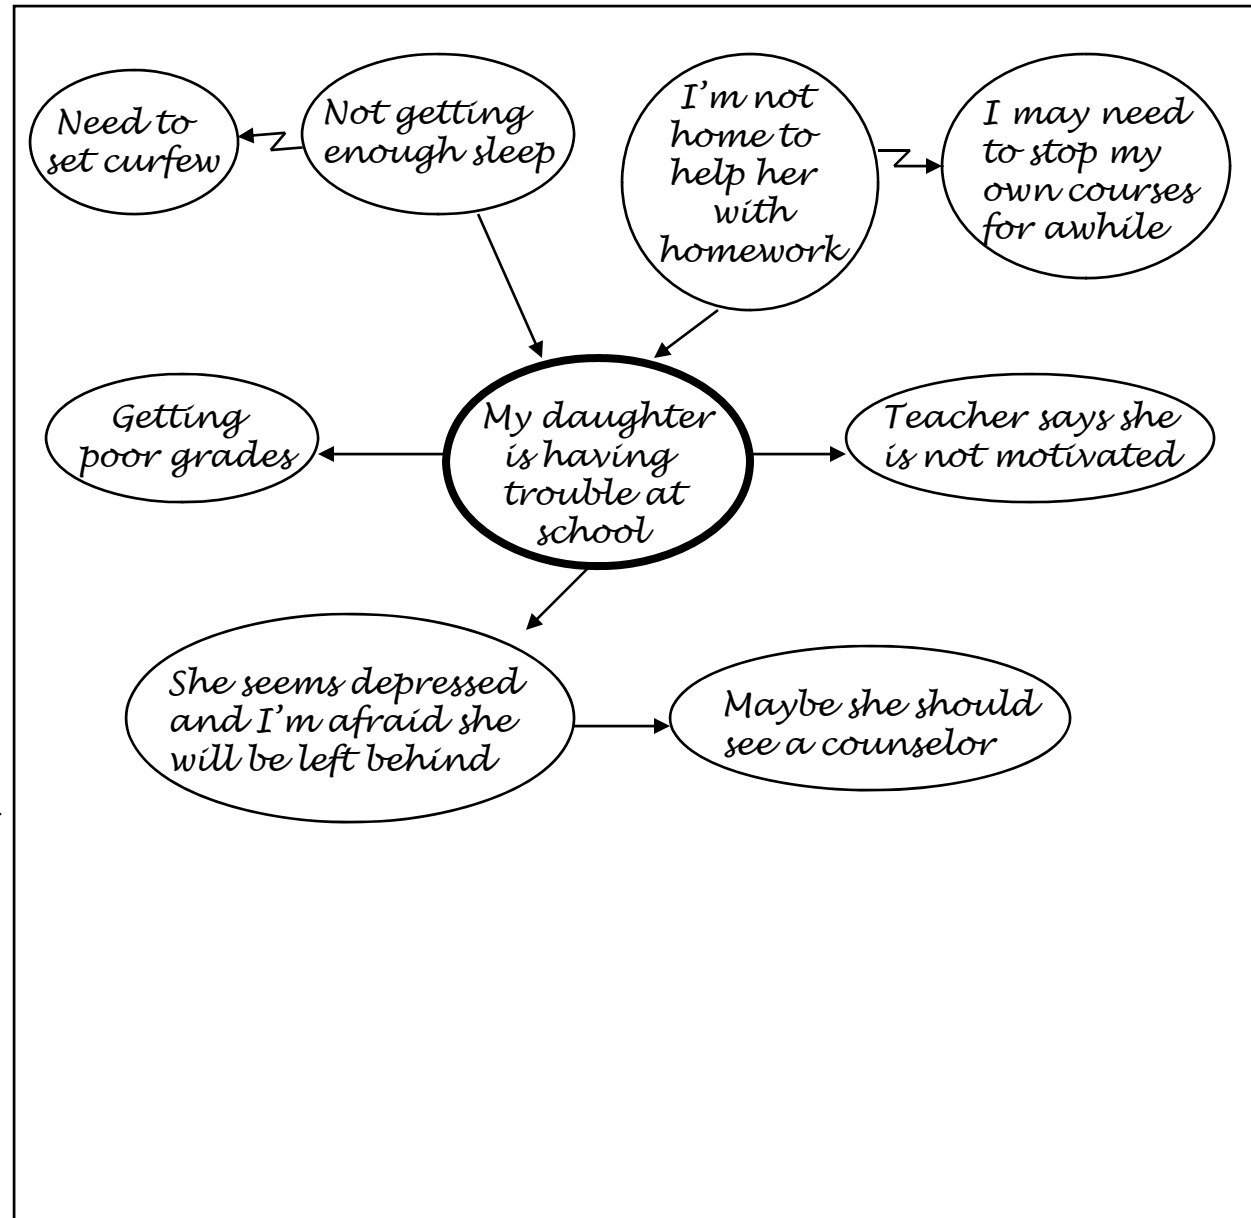 Need to
set curfew
Not getting
enough sleep
I'm not
home to
help her
with
homework
I may need
to stop my
own courses
for awhile
Getting
poor grades
My daughter
is having
trouble at
school
Teacher says she
is not motivated
She seems depressed
and I'm afraid she
will be left behind
Maybe she should
see a counselor